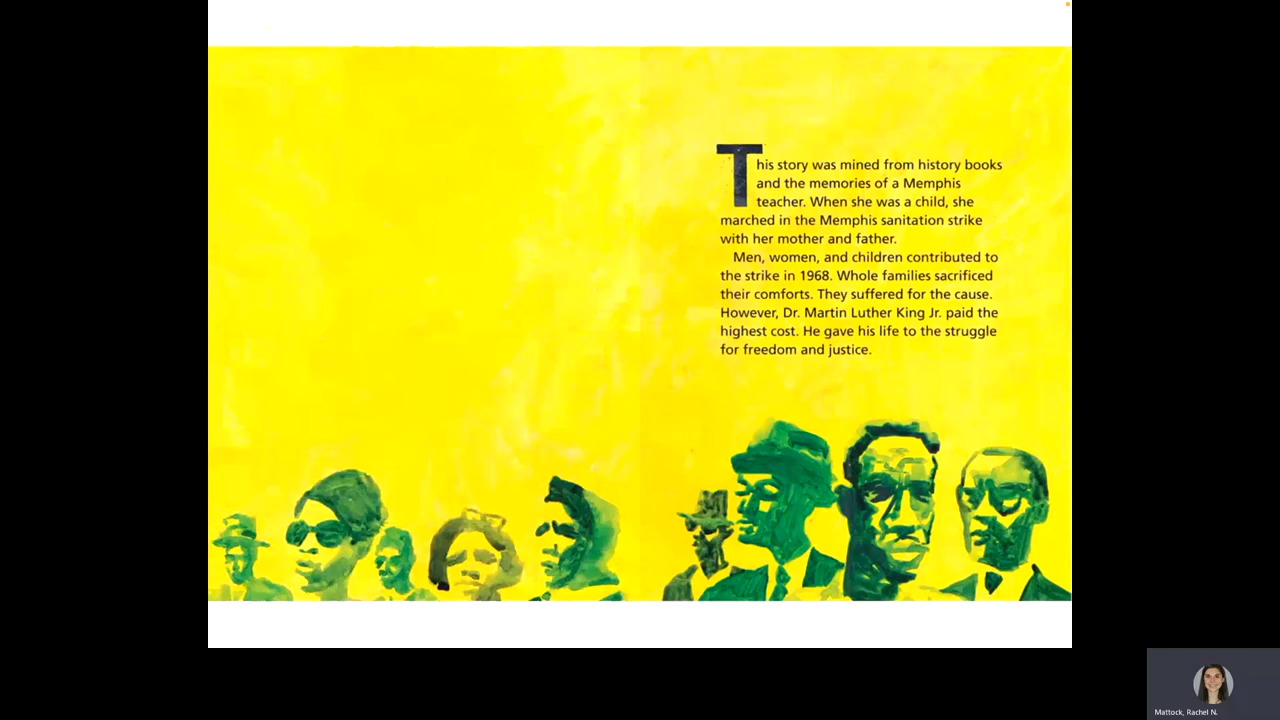 This story was mined from history books
and the memories of a Memphis
teacher. When she was a child, she
marched in the Memphis sanitation strike
with her mother and father.
Men, women, and children contributed to
the strike in 1968. Whole families sacrificed
their comforts. They suffered for the cause.
However, Dr. Martin Luther King Jr. paid the
highest cost. He gave his life to the struggle
for freedom and justice.
Mattock, Rachel N.